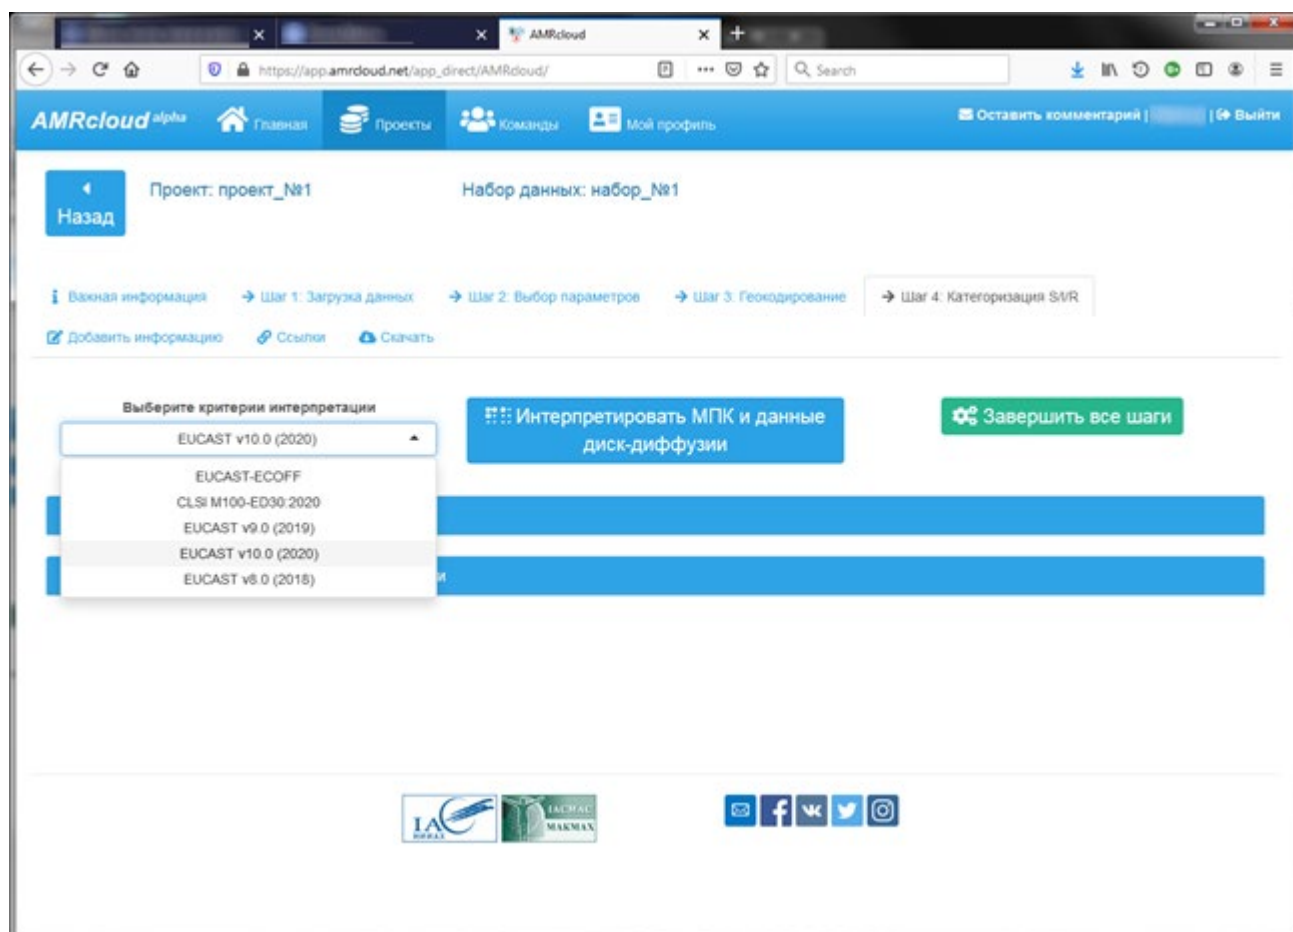 AMRcloud
https://app.amrcloud.net/app_direct/AMRcloud/
Search
AMRcloud alpha
Главная
Проекты
Команды
Мой профиль
Оставить комментарий |
| Выйти
Назад
Проект: проект_№1
Набор данных: набор_№1
Важная информация
Шаг 1: Загрузка данных
Шаг 2: Выбор параметров
Шаг 3: Геокодирование
Шаг 4: Категоризация S/I/R
Добавить информацию
Ссылки
Скачать
Выберите критерии интерпретации
EUCAST v10.0 (2020)
Интерпретировать МПК и данные
диск-диффузии
Завершить все шаги
EUCAST-ECOFF
CLSI M100-ED30:2020
EUCAST v9.0 (2019)
EUCAST v10.0 (2020)
EUCAST v8.0 (2018)
и
IACMAC
МАКМАХ